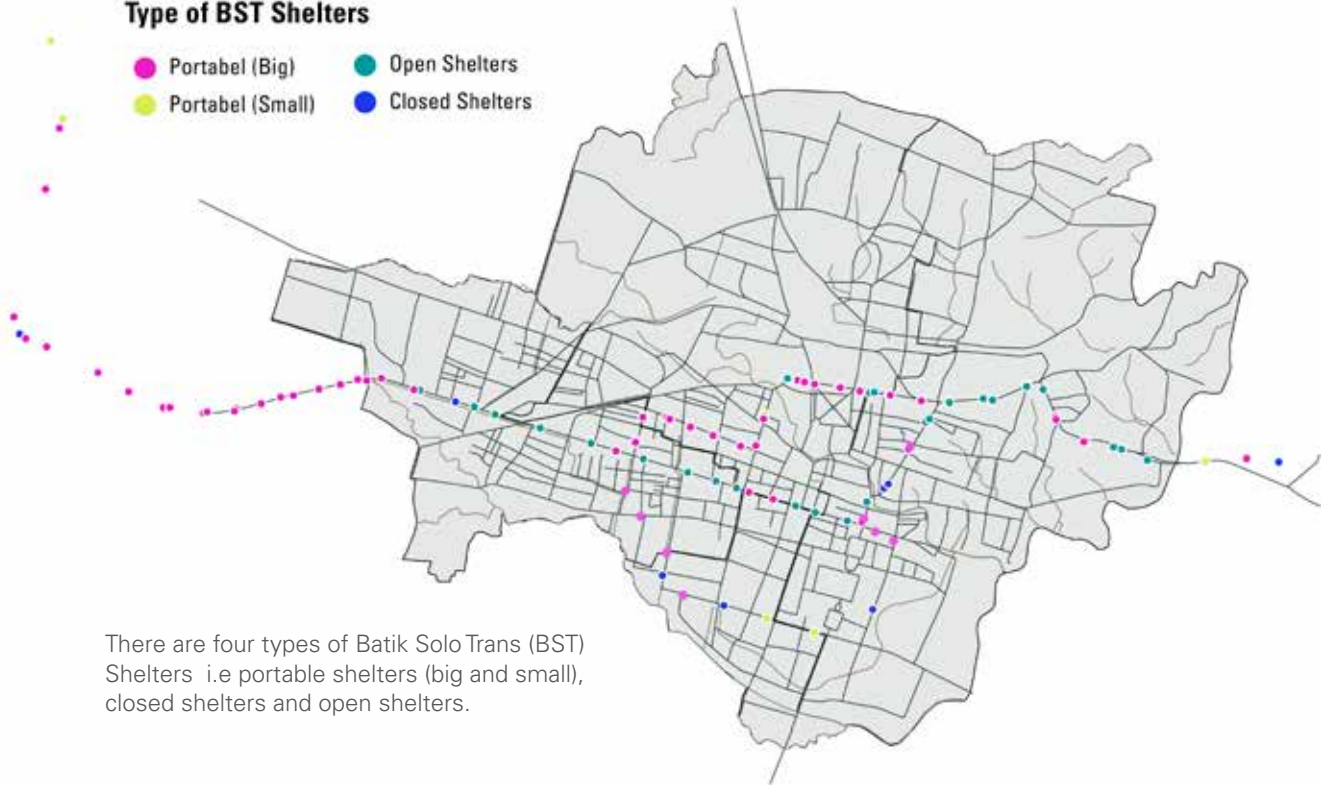 Type of BST Shelters
Portabel (Big)
Open Shelters
Portabel (Small)
Closed Shelters
There are four types of Batik Solo Trans (BST)
Shelters i.e portable shelters (big and small),
closed shelters and open shelters.